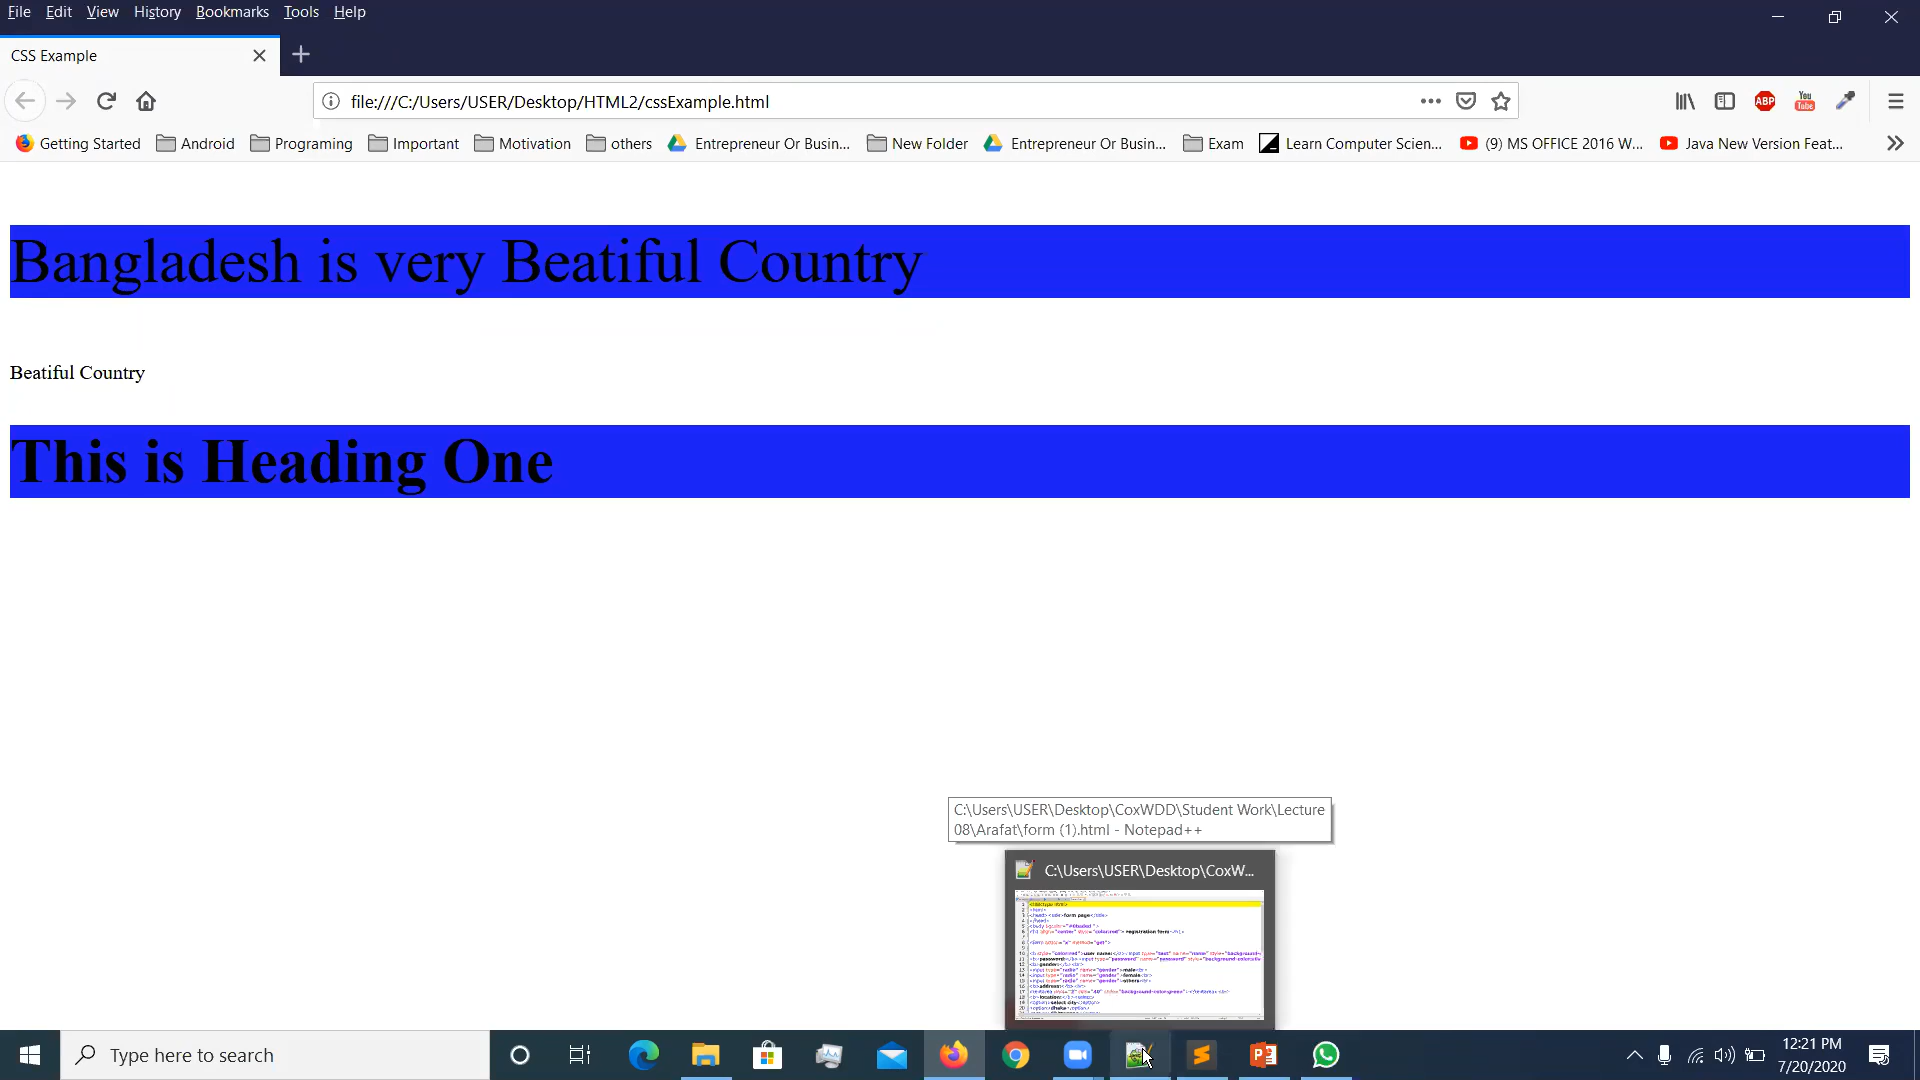 File Edit View History Bookmarks Tools Help
CSS Example
file:///C:/Users/USER/Desktop/HTML2/cssExample.html
ABP You Tube
Getting Started Android Programing Important Motivation others Entrepreneur Or Busin... New Folder Entrepreneur Or Busin... Exam Learn Computer Scien... (9) MS OFFICE 2016 W... Java New Version Feat...
Bangladesh is very Beatiful Country
Beatiful Country
This is Heading One
C:\Users\USER\Desktop\CoxWDD\Student Work\Lecture
08\Arafat\form (1).html - Notepad++
C:\Users\USER\Desktop\CoxW...
Type here to search
12:21 PM
7/20/2020